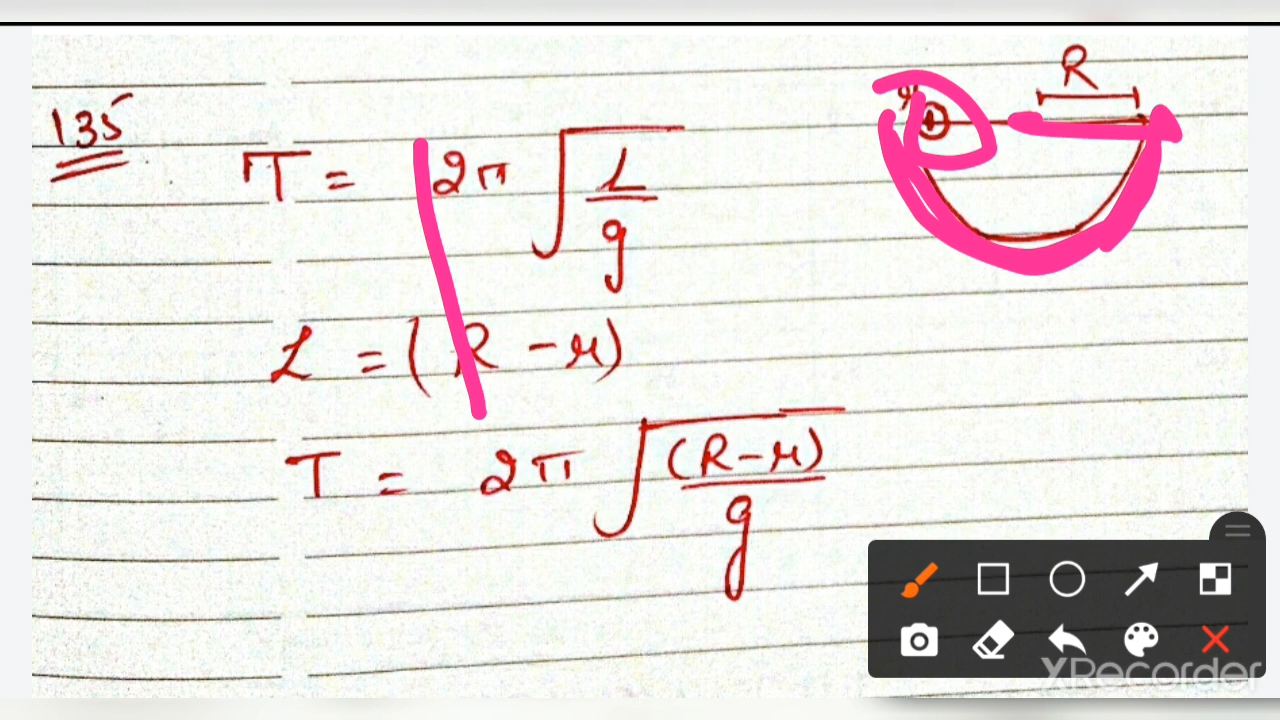 135
R
r
T = 2π √(L/g)
L = (R - r)
T = 2π √((R-r)/g)
XRecorder